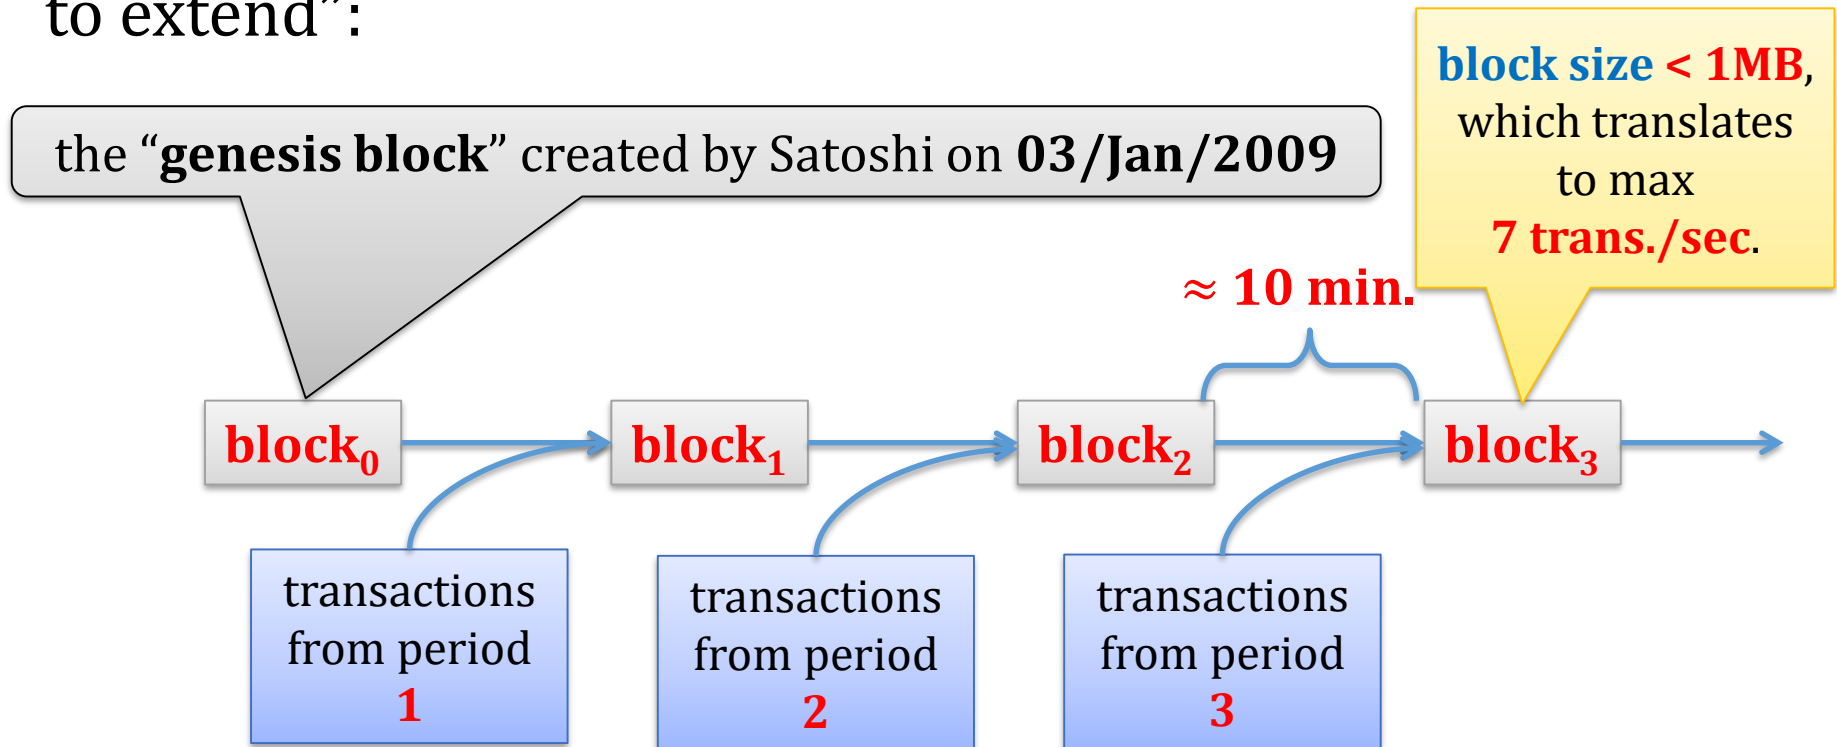 to extend”:
the “genesis block” created by Satoshi on 03/Jan/2009
block size < 1MB,
which translates
to max
7 trans./sec.
≈ 10 min.
block₀
block₁
block₂
block₃
transactions
from period
1
transactions
from period
2
transactions
from period
3